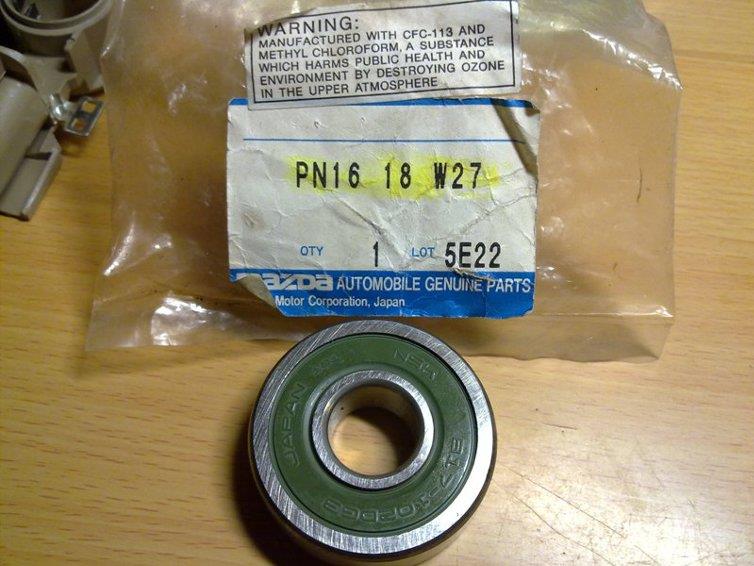 WARNING:
MANUFACTURED WITH CFC-113 AND
METHYL CHLOROFORM, A SUBSTANCE
WHICH HARMS PUBLIC HEALTH AND
ENVIRONMENT BY DESTROYING OZONE
IN THE UPPER ATMOSPHERE
PN16 18 W27
QTY 1 LOT 5E22
mazda AUTOMOBILE GENUINE PARTS
Motor Corporation, Japan
JAPAN